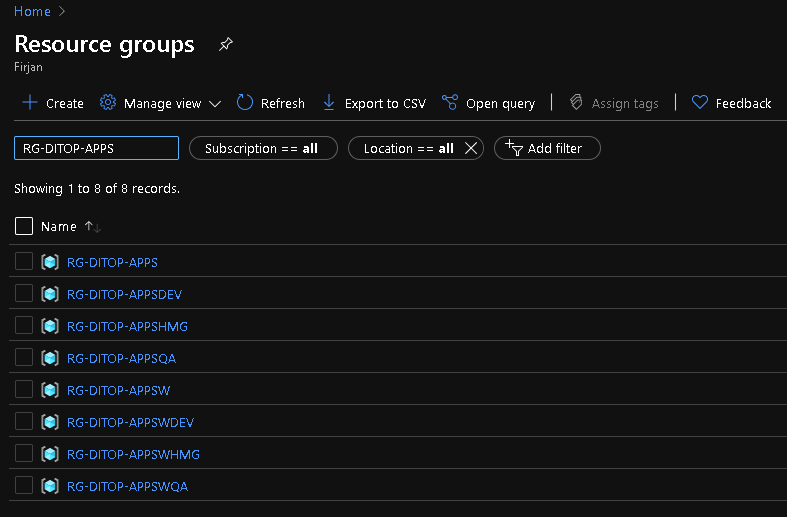 Home >
Resource groups
Firjan
Create Manage view Refresh Export to CSV Open query Assign tags Feedback
RG-DITOP-APPS Subscription == all Location == all Add filter
Showing 1 to 8 of 8 records.
Name
RG-DITOP-APPS
RG-DITOP-APPSDEV
RG-DITOP-APPSHMG
RG-DITOP-APPSQA
RG-DITOP-APPSW
RG-DITOP-APPSWDEV
RG-DITOP-APPSWHMG
RG-DITOP-APPSWQA